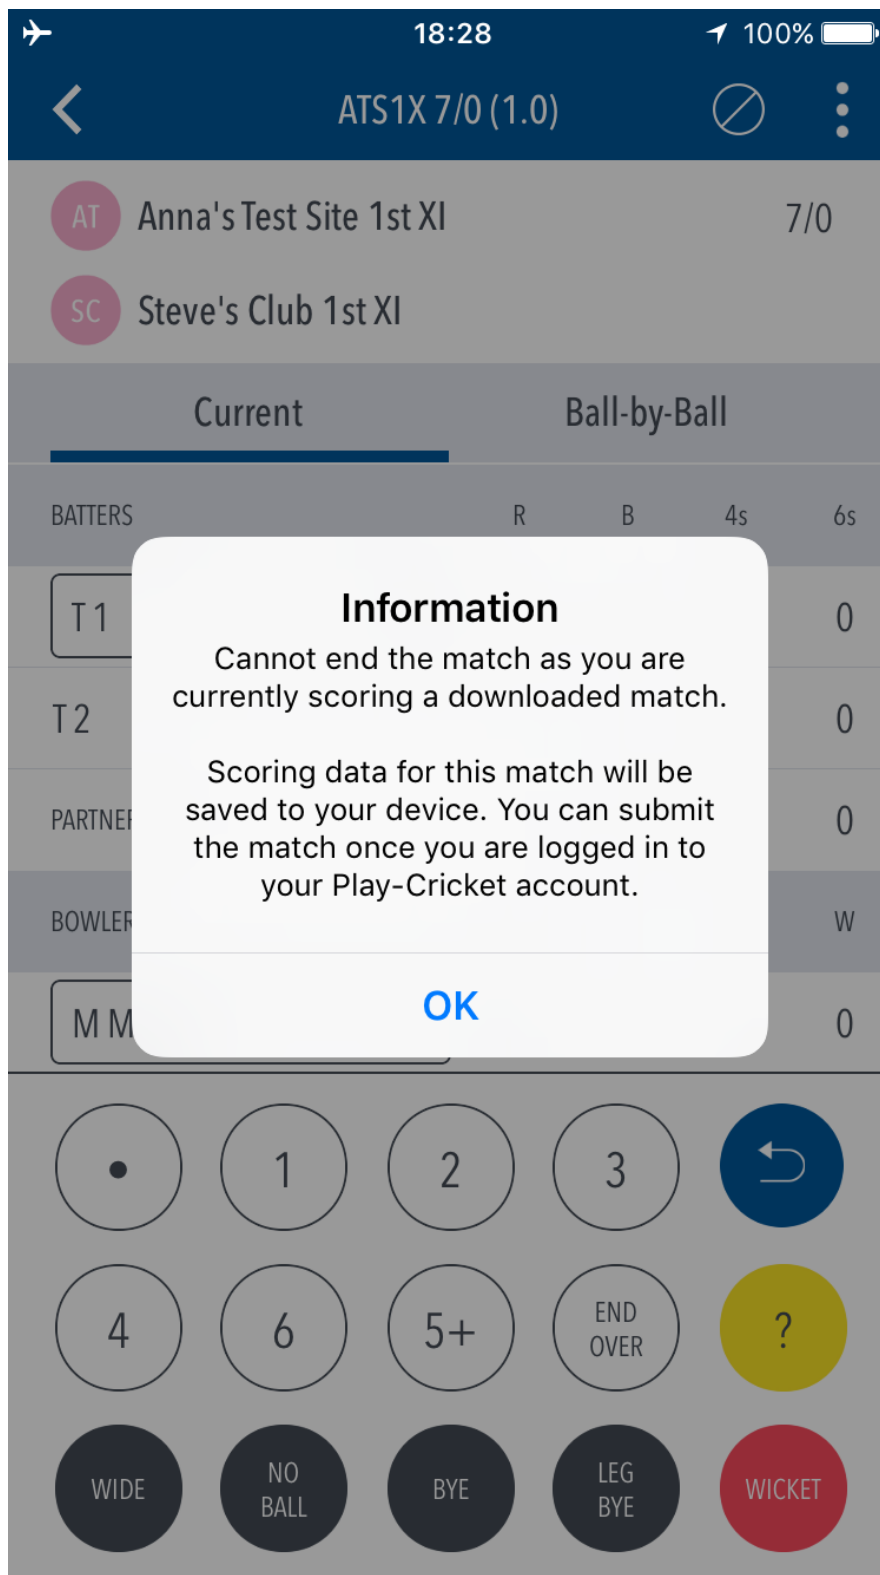 18:28 100%
ATS1X 7/0 (1.0)
AT Anna's Test Site 1st XI 7/0
SC Steve's Club 1st XI
Current Ball-by-Ball
BATTERS R B 4s 6s
T 1 0
T 2 0
0
W
M M 0
Information
Cannot end the match as you are
currently scoring a downloaded match.
Scoring data for this match will be
saved to your device. You can submit
the match once you are logged in to
your Play-Cricket account.
OK
1 2 3
4 6 5+ END OVER ?
WIDE NO BALL BYE LEG BYE WICKET